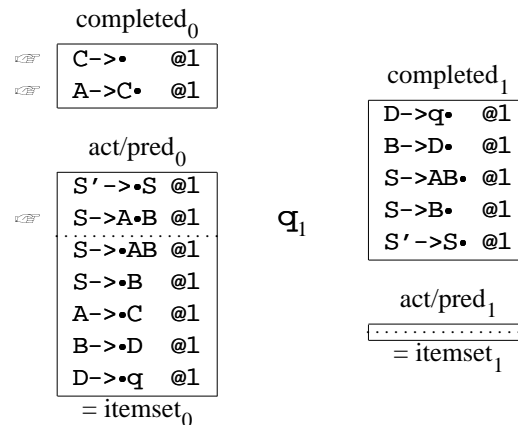 completed₀
☞ C->• @1
☞ A->C• @1
act/pred₀
S'->•S @1
☞ S->A•B @1
S->•AB @1
S->•B @1
A->•C @1
B->•D @1
D->•q @1
= itemset₀
q₁
completed₁
D->q• @1
B->D• @1
S->AB• @1
S->B• @1
S'->S• @1
act/pred₁
= itemset₁